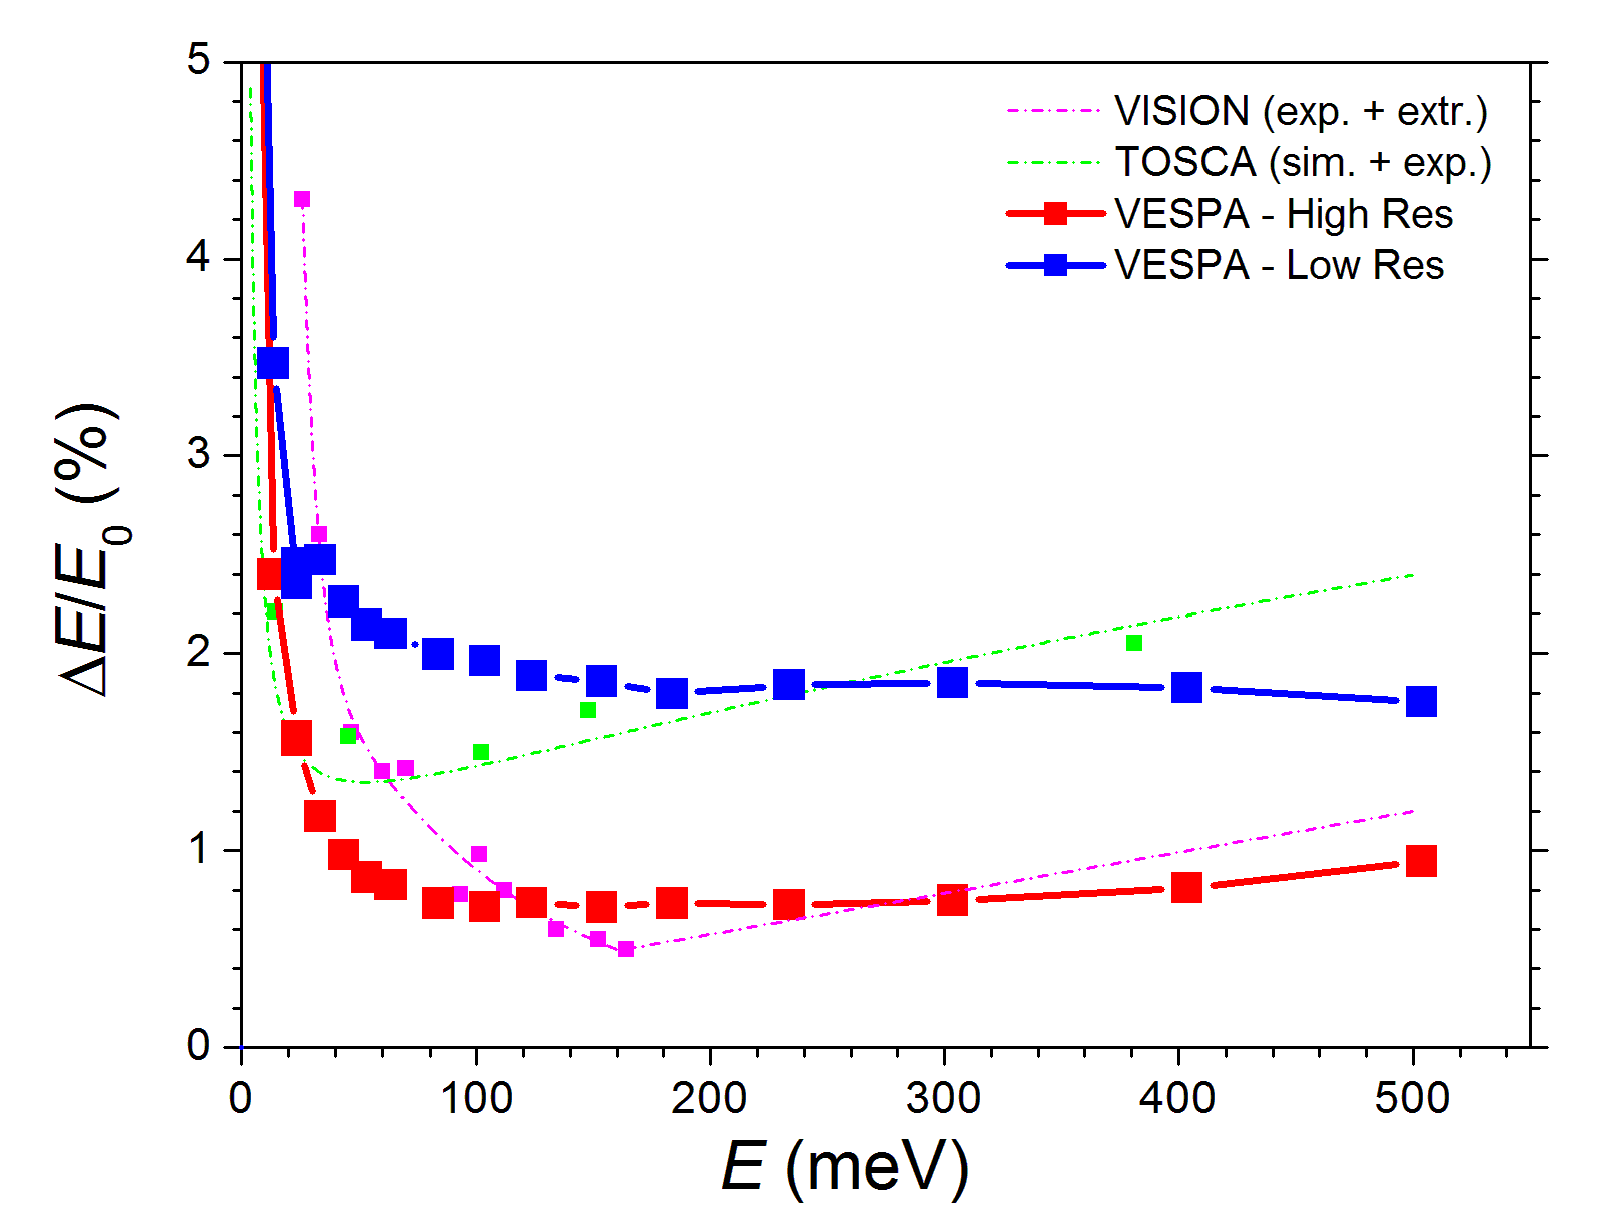 5
4
3
2
1
0
ΔE/E0 (%)
VISION (exp. + extr.)
TOSCA (sim. + exp.)
VESPA - High Res
VESPA - Low Res
0 100 200 300 400 500
E (meV)